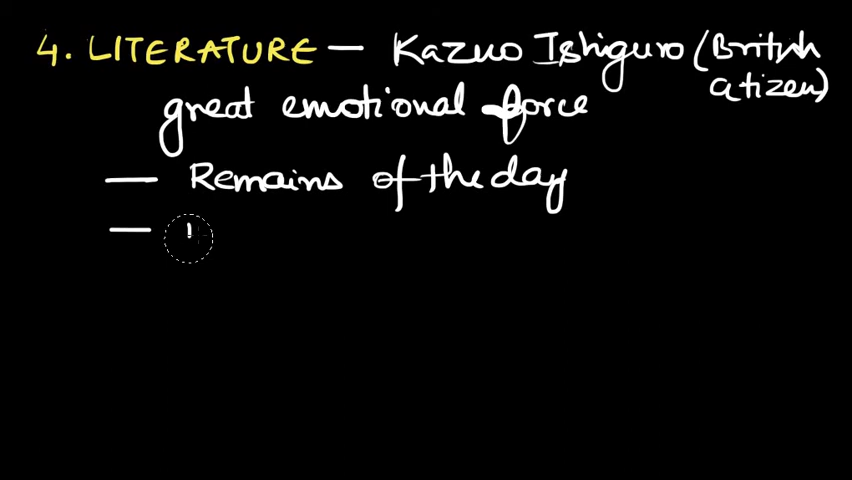 4. LITERATURE — Kazuo Ishiguro (British citizen)
great emotional force
— Remains of the day
—